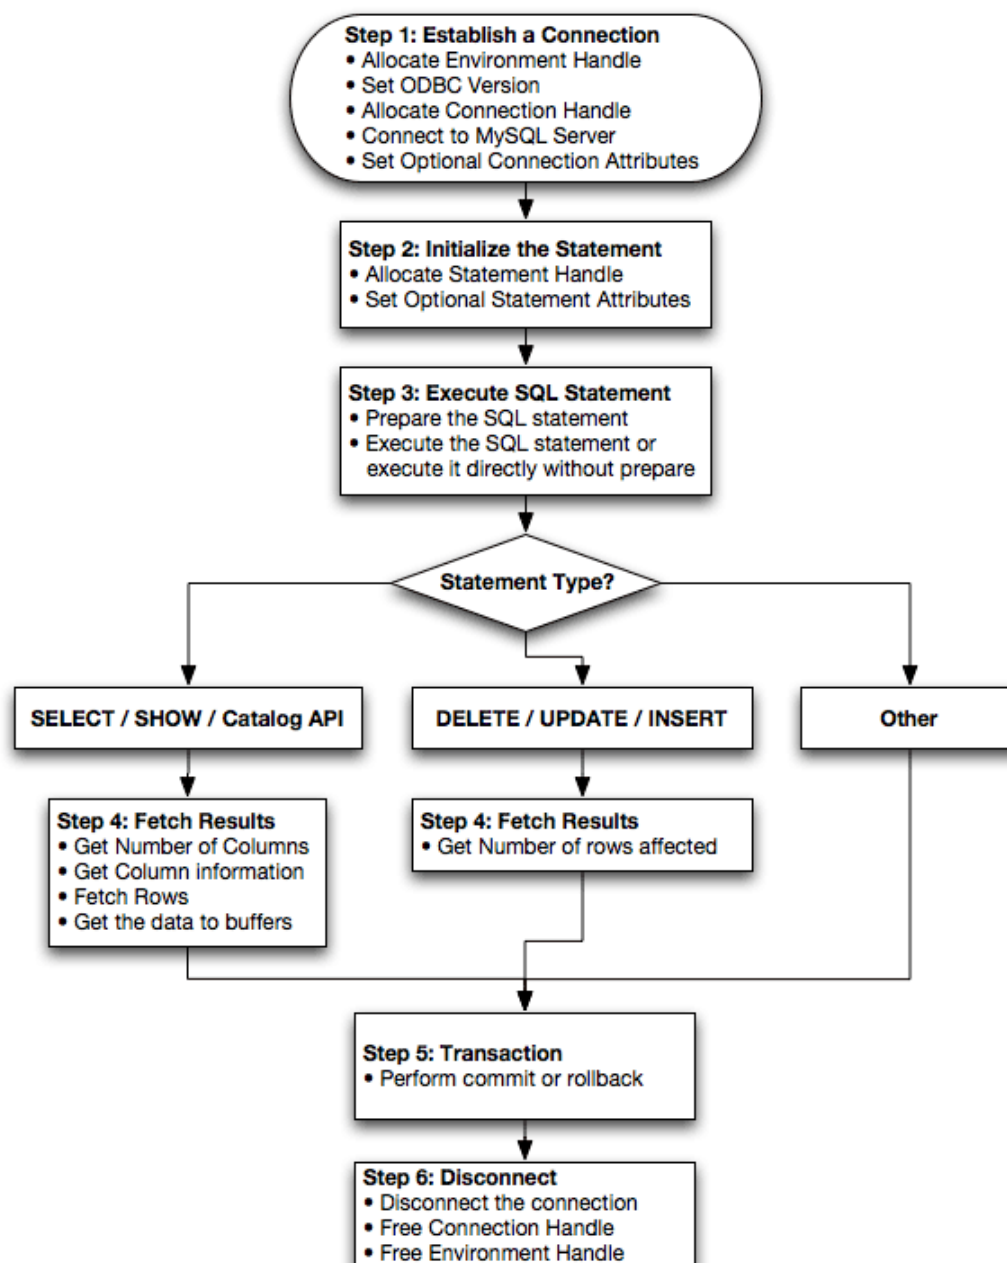 Step 1: Establish a Connection
• Allocate Environment Handle
• Set ODBC Version
• Allocate Connection Handle
• Connect to MySQL Server
• Set Optional Connection Attributes
Step 2: Initialize the Statement
• Allocate Statement Handle
• Set Optional Statement Attributes
Step 3: Execute SQL Statement
• Prepare the SQL statement
• Execute the SQL statement or
execute it directly without prepare
Statement Type?
SELECT / SHOW / Catalog API
DELETE / UPDATE / INSERT
Other
Step 4: Fetch Results
• Get Number of Columns
• Get Column information
• Fetch Rows
• Get the data to buffers
Step 4: Fetch Results
• Get Number of rows affected
Step 5: Transaction
• Perform commit or rollback
Step 6: Disconnect
• Disconnect the connection
• Free Connection Handle
• Free Environment Handle